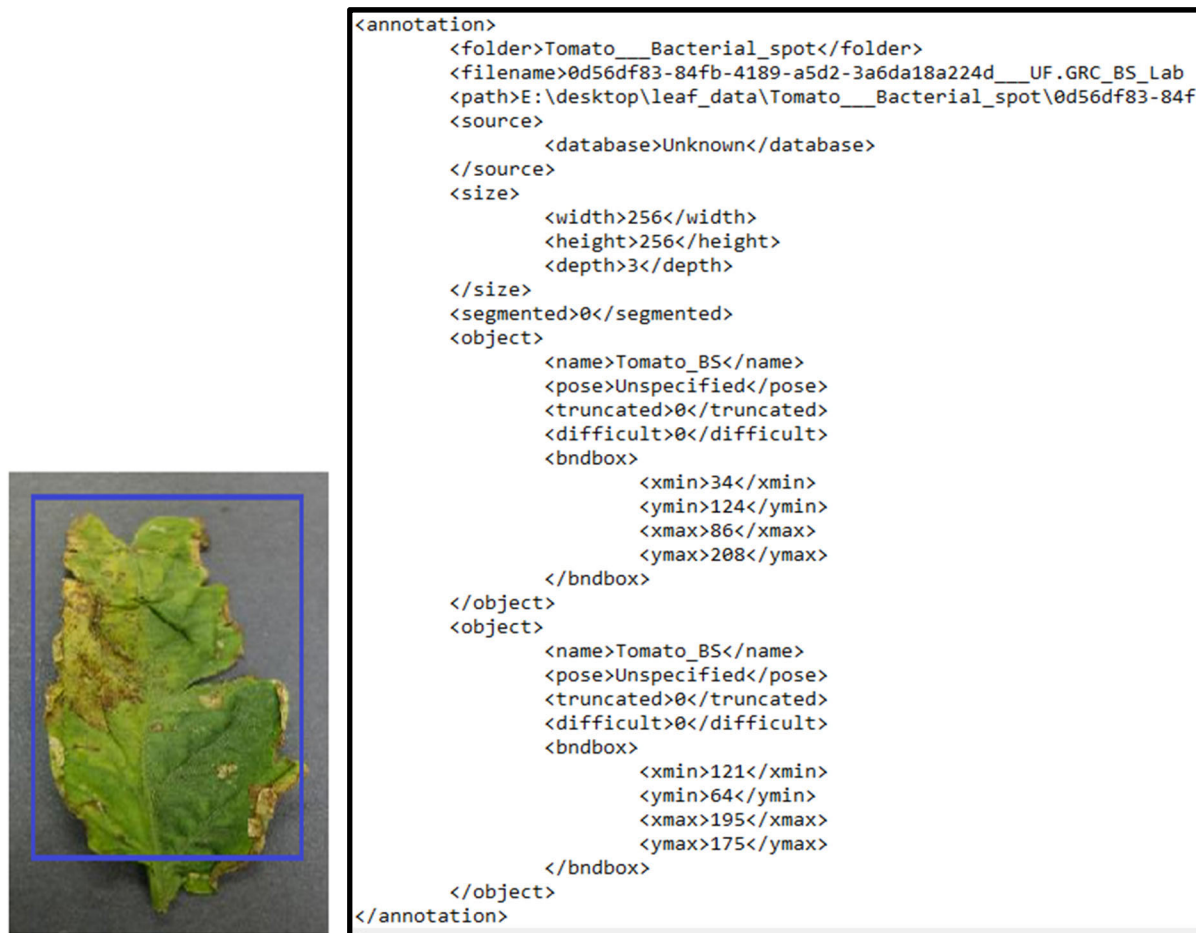 <annotation>
<folder>Tomato___Bacterial_spot</folder>
<filename>0d56df83-84fb-4189-a5d2-3a6da18a224d___UF.GRC_BS_Lab
<path>E:\desktop\leaf_data\Tomato___Bacterial_spot\0d56df83-84f
<source>
<database>Unknown</database>
</source>
<size>
<width>256</width>
<height>256</height>
<depth>3</depth>
</size>
<segmented>0</segmented>
<object>
<name>Tomato_BS</name>
<pose>Unspecified</pose>
<truncated>0</truncated>
<difficult>0</difficult>
<bndbox>
<xmin>34</xmin>
<ymin>124</ymin>
<xmax>86</xmax>
<ymax>208</ymax>
</bndbox>
</object>
<object>
<name>Tomato_BS</name>
<pose>Unspecified</pose>
<truncated>0</truncated>
<difficult>0</difficult>
<bndbox>
<xmin>121</xmin>
<ymin>64</ymin>
<xmax>195</xmax>
<ymax>175</ymax>
</bndbox>
</object>
</annotation>